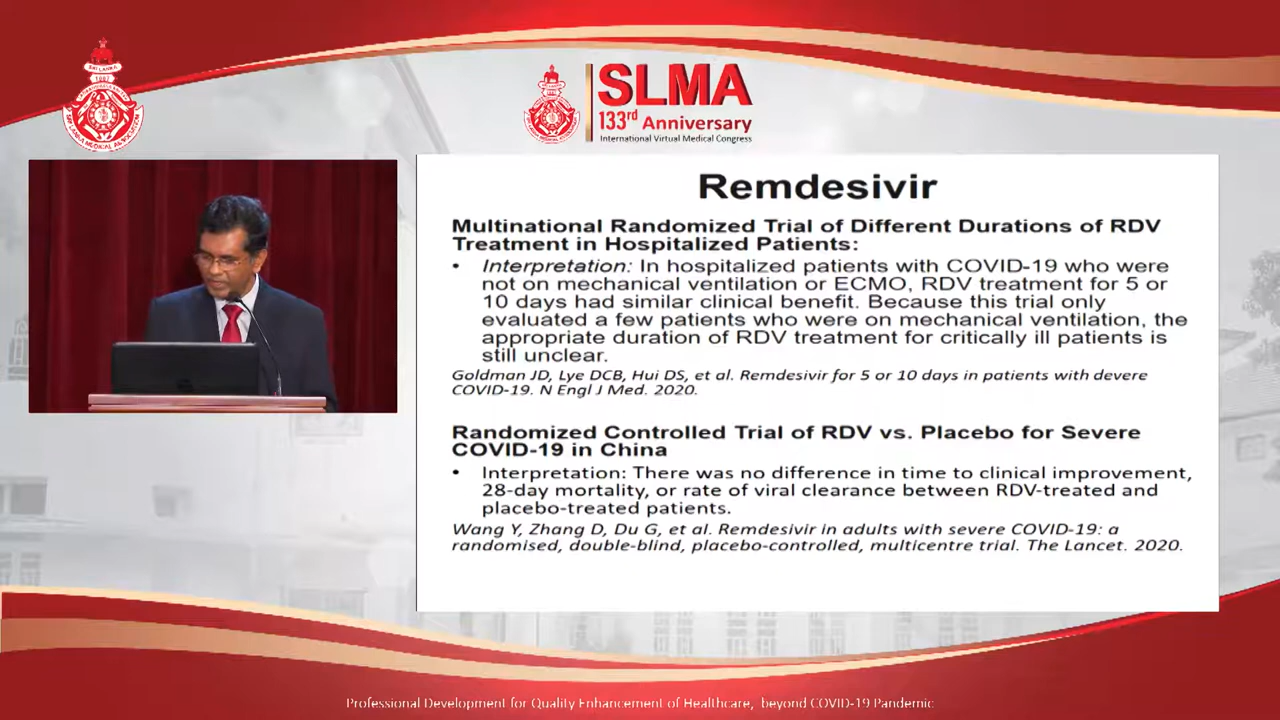 SRI LANKA
SRI LANKA MEDICAL ASSOCIATION
SLMA
133rd Anniversary
International Virtual Medical Congress
Remdesivir
Multinational Randomized Trial of Different Durations of RDV
Treatment in Hospitalized Patients:
• Interpretation: In hospitalized patients with COVID-19 who were
not on mechanical ventilation or ECMO, RDV treatment for 5 or
10 days had similar clinical benefit. Because this trial only
evaluated a few patients who were on mechanical ventilation, the
appropriate duration of RDV treatment for critically ill patients is
still unclear.
Goldman JD, Lye DCB, Hui DS, et al. Remdesivir for 5 or 10 days in patients with devere
COVID-19. N Engl J Med. 2020.
Randomized Controlled Trial of RDV vs. Placebo for Severe
COVID-19 in China
• Interpretation: There was no difference in time to clinical improvement,
28-day mortality, or rate of viral clearance between RDV-treated and
placebo-treated patients.
Wang Y, Zhang D, Du G, et al. Remdesivir in adults with severe COVID-19: a
randomised, double-blind, placebo-controlled, multicentre trial. The Lancet. 2020.
Professional Development for Quality Enhancement of Healthcare, beyond COVID-19 Pandemic